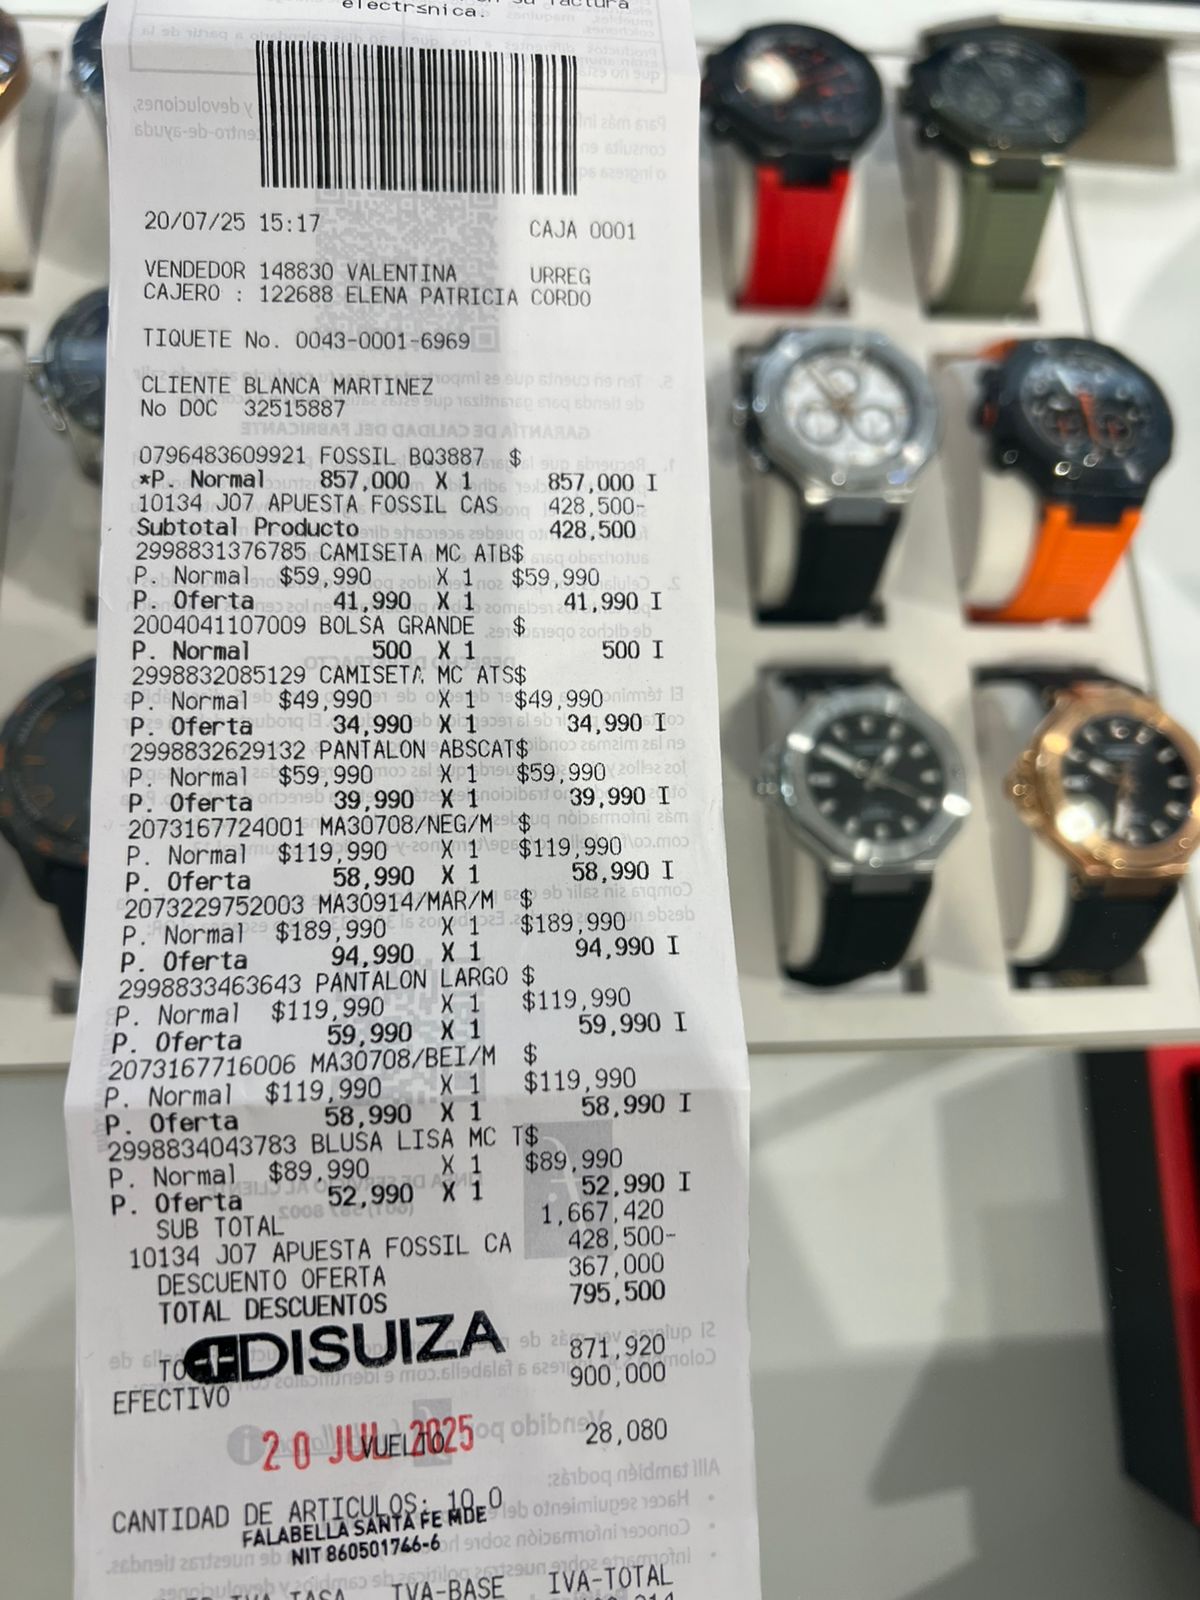 electrśnica.
20/07/25 15:17 CAJA 0001
VENDEDOR 148830 VALENTINA URREG
CAJERO : 122688 ELENA PATRICIA CORDO
TIQUETE No. 0043-0001-6969
CLIENTE BLANCA MARTINEZ
No DOC 32515887
0796483609921 FOSSIL BQ3887 $
*P. Normal 857,000 X 1 857,000 I
10134 J07 APUESTA FOSSIL CAS 428,500-
Subtotal Producto 428,500
2998831376785 CAMISETA MC ATB$
P. Normal $59,990 X 1 $59,990
P. Oferta 41,990 X 1 41,990 I
2004041107009 BOLSA GRANDE $
P. Normal 500 X 1 500 I
2998832085129 CAMISETA MC ATS$
P. Normal $49,990 X 1 $49,990
P. Oferta 34,990 X 1 34,990 I
2998832629132 PANTALON ABSCAT$
P. Normal $59,990 X 1 $59,990
P. Oferta 39,990 X 1 39,990 I
2073167724001 MA30708/NEG/M $
P. Normal $119,990 X 1 $119,990
P. Oferta 58,990 X 1 58,990 I
2073229752003 MA30914/MAR/M $
P. Normal $189,990 X 1 $189,990
P. Oferta 94,990 X 1 94,990 I
2998833463643 PANTALON LARGO $
P. Normal $119,990 X 1 $119,990
P. Oferta 59,990 X 1 59,990 I
2073167716006 MA30708/BEI/M $
P. Normal $119,990 X 1 $119,990
P. Oferta 58,990 X 1 58,990 I
2998834043783 BLUSA LISA MC T$
P. Normal $89,990 X 1 $89,990
P. Oferta 52,990 X 1 52,990 I
SUB TOTAL 1,667,420
10134 J07 APUESTA FOSSIL CA 428,500-
DESCUENTO OFERTA 367,000
TOTAL DESCUENTOS 795,500
DISUIZA
TO 871,920
EFECTIVO 900,000
20 JUL 2025
VUELTO 28,080
CANTIDAD DE ARTICULOS: 10.0
FALABELLA SANTA FE MDE
NIT 860501746-6
IVA-BASE IVA-TOTAL